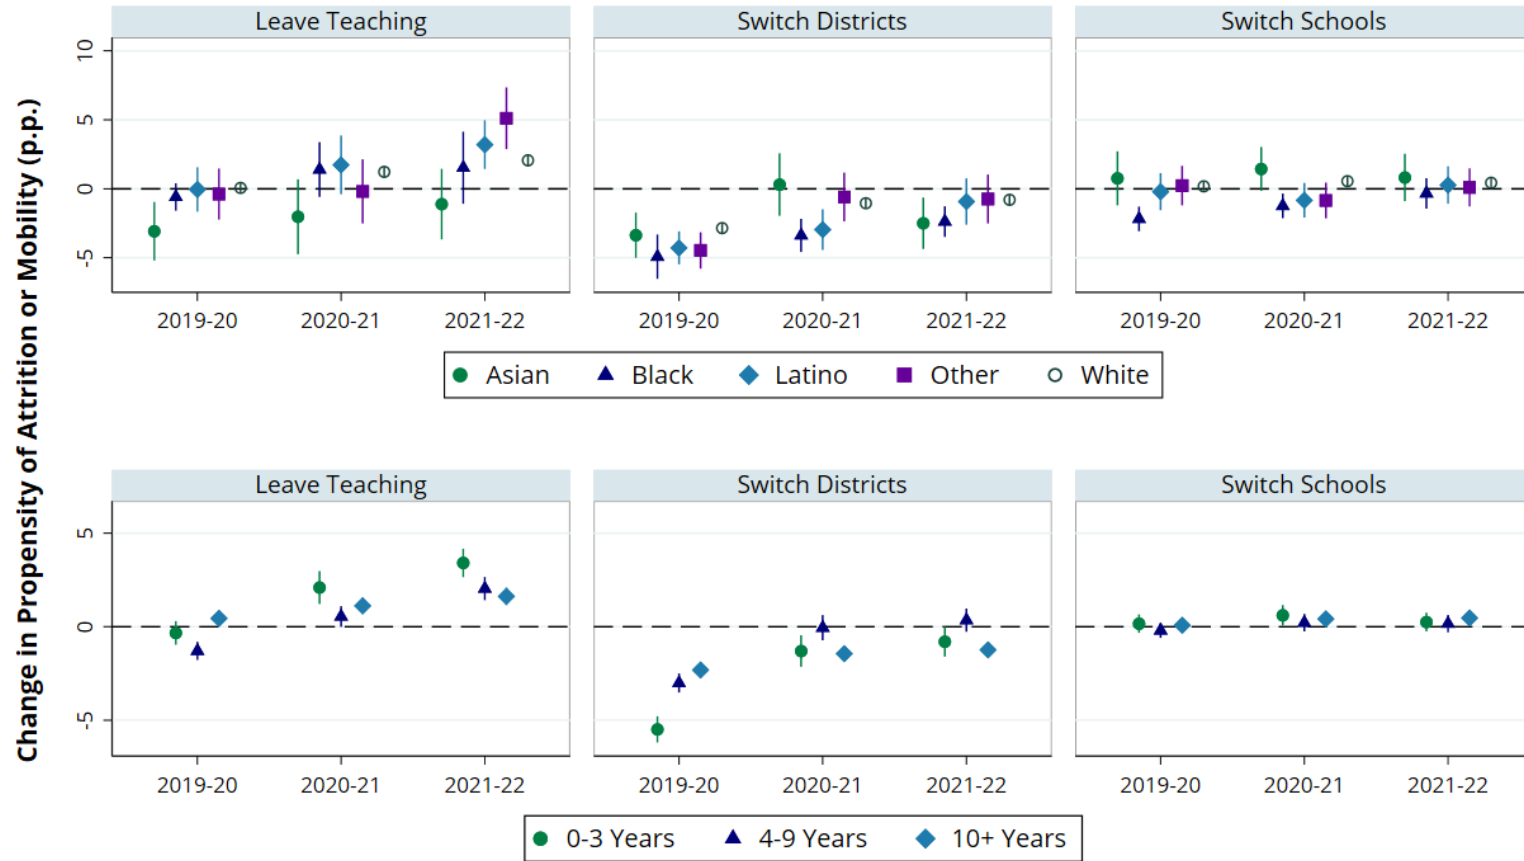 Change in Propensity of Attrition or Mobility (p.p.)
Leave Teaching Switch Districts Switch Schools
10
5
0
-5
2019-20 2020-21 2021-22 2019-20 2020-21 2021-22 2019-20 2020-21 2021-22
Asian Black Latino Other White
Leave Teaching Switch Districts Switch Schools
5
0
-5
2019-20 2020-21 2021-22 2019-20 2020-21 2021-22 2019-20 2020-21 2021-22
0-3 Years 4-9 Years 10+ Years